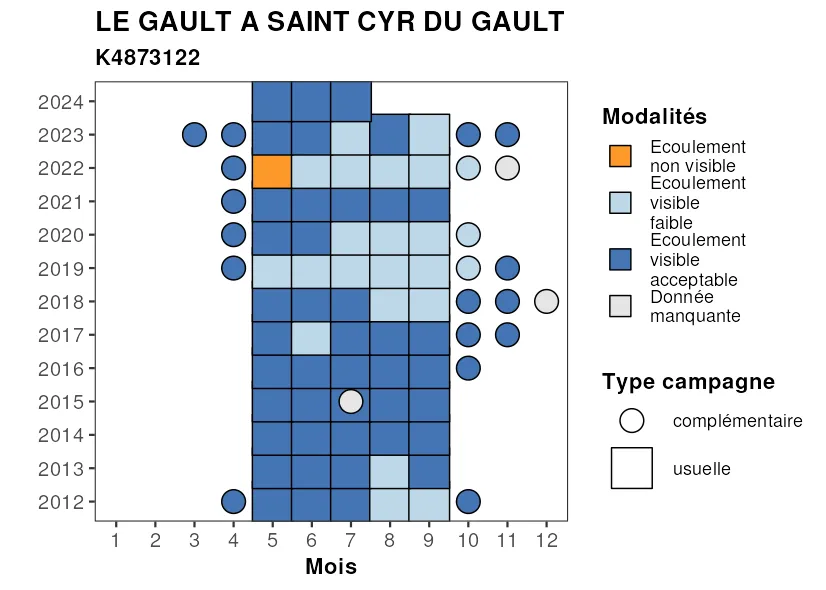 LE GAULT A SAINT CYR DU GAULT
K4873122
2024
2023
2022
2021
2020
2019
2018
2017
2016
2015
2014
2013
2012
1 2 3 4 5 6 7 8 9 10 11 12
Mois
Modalités
Ecoulement
non visible
Ecoulement
visible
faible
Ecoulement
visible
acceptable
Donnée
manquante
Type campagne
complémentaire
usuelle